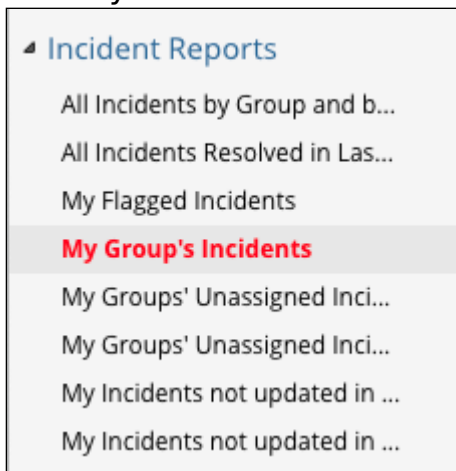 Incident Reports
All Incidents by Group and b...
All Incidents Resolved in Las...
My Flagged Incidents
My Group's Incidents
My Groups' Unassigned Inci...
My Groups' Unassigned Inci...
My Incidents not updated in ...
My Incidents not updated in ...